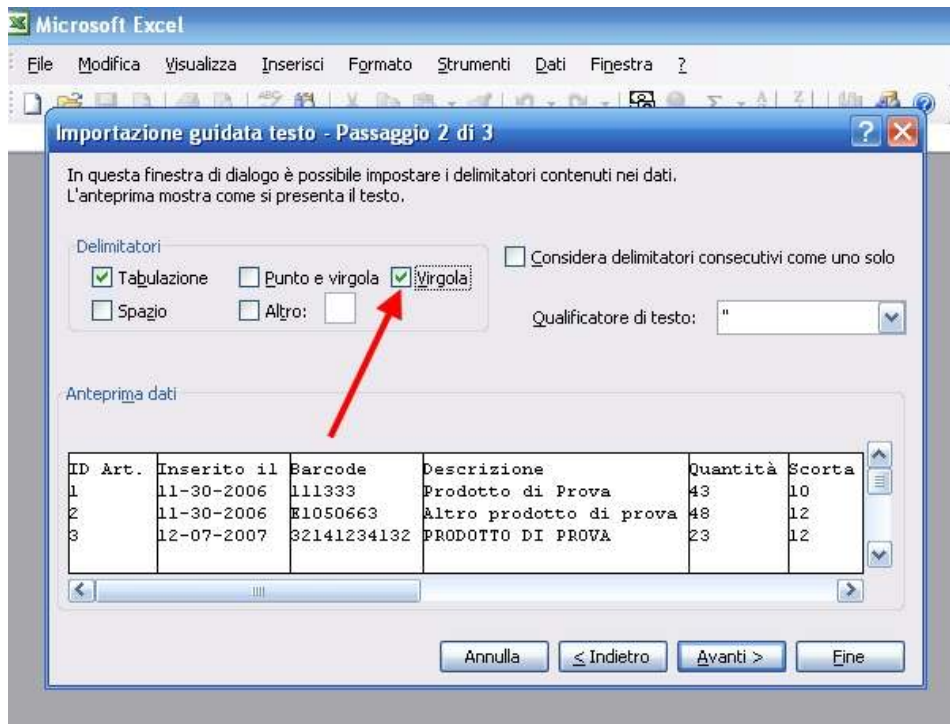 Microsoft Excel
File Modifica Visualizza Inserisci Formato Strumenti Dati Finestra ?
Importazione guidata testo - Passaggio 2 di 3
In questa finestra di dialogo è possibile impostare i delimitatori contenuti nei dati.
L'anteprima mostra come si presenta il testo.
Delimitatori
Tabulazione Punto e virgola Virgola
Considera delimitatori consecutivi come uno solo
Spazio Altro:
Qualificatore di testo: "
Anteprima dati
ID Art. Inserito il Barcode Descrizione Quantità Scorta
1 11-30-2006 111333 Prodotto di Prova 43 10
2 11-30-2006 E1050663 Altro prodotto di prova 48 12
3 12-07-2007 32141234132 PRODOTTO DI PROVA 23 12
Annulla < Indietro Avanti > Fine